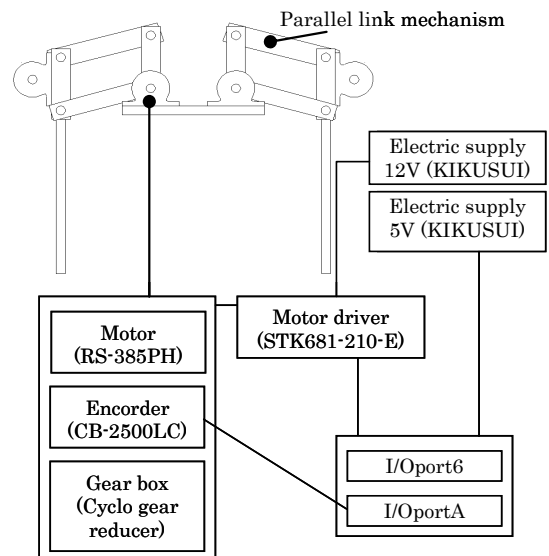 Parallel link mechanism
Electric supply
12V (KIKUSUI)
Electric supply
5V (KIKUSUI)
Motor
(RS-385PH)
Motor driver
(STK681-210-E)
Encorder
(CB-2500LC)
Gear box
(Cyclo gear
reducer)
I/Oport6
I/OportA